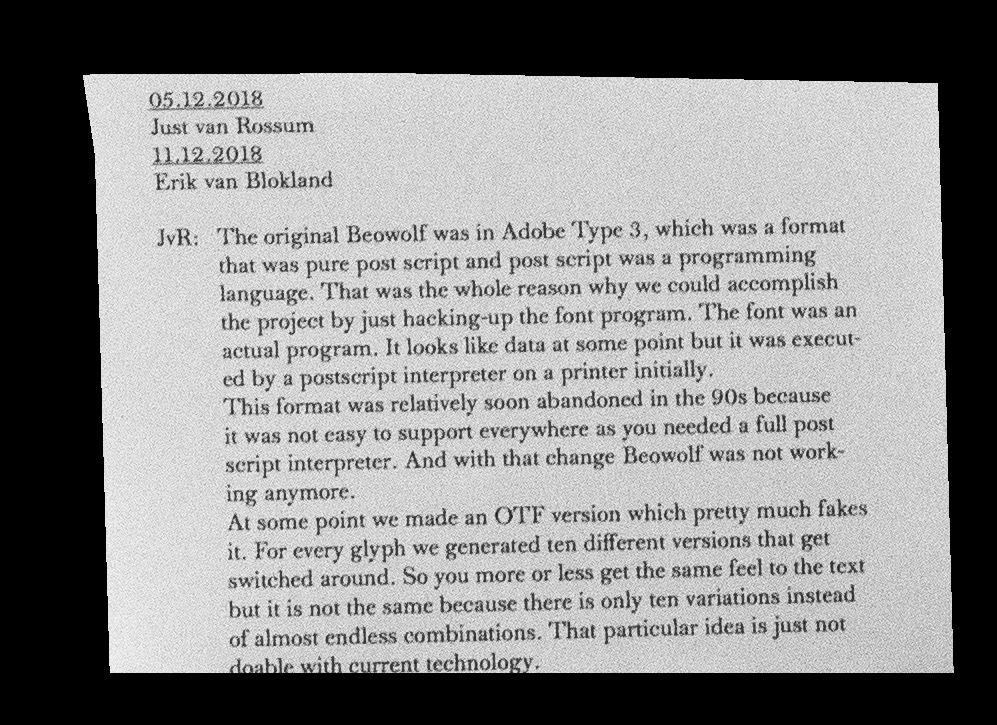 05.12.2018
Just van Rossum
11.12.2018
Erik van Blokland
JvR: The original Beowolf was in Adobe Type 3, which was a format
that was pure post script and post script was a programming
language. That was the whole reason why we could accomplish
the project by just hacking-up the font program. The font was an
actual program. It looks like data at some point but it was execut-
ed by a postscript interpreter on a printer initially.
This format was relatively soon abandoned in the 90s because
it was not easy to support everywhere as you needed a full post
script interpreter. And with that change Beowolf was not work-
ing anymore.
At some point we made an OTF version which pretty much fakes
it. For every glyph we generated ten different versions that get
switched around. So you more or less get the same feel to the text
but it is not the same because there is only ten variations instead
of almost endless combinations. That particular idea is just not
doable with current technology.